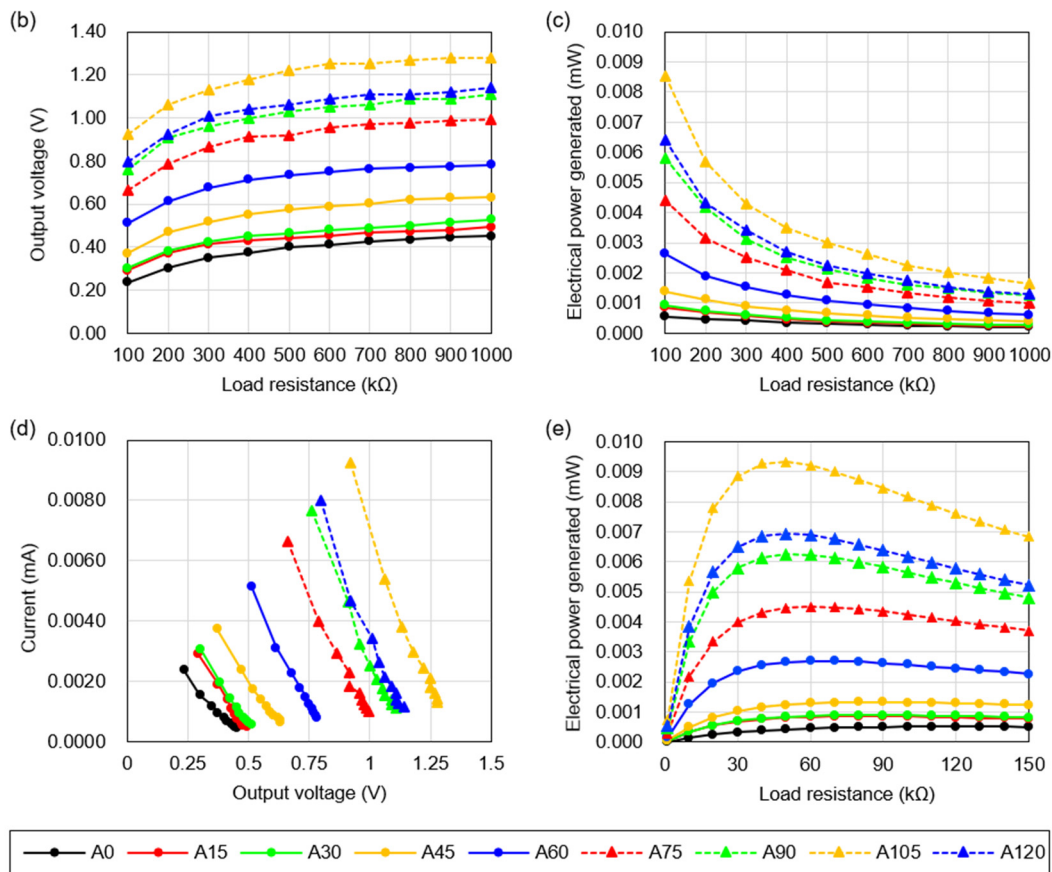 (b)
Output voltage (V)
1.40
1.20
1.00
0.80
0.60
0.40
0.20
0.00
100 200 300 400 500 600 700 800 900 1000
Load resistance (kΩ)
(c)
Electrical power generated (mW)
0.010
0.009
0.008
0.007
0.006
0.005
0.004
0.003
0.002
0.001
0.000
100 200 300 400 500 600 700 800 900 1000
Load resistance (kΩ)
(d)
Current (mA)
0.0100
0.0080
0.0060
0.0040
0.0020
0.0000
0 0.25 0.5 0.75 1 1.25 1.5
Output voltage (V)
(e)
Electrical power generated (mW)
0.010
0.009
0.008
0.007
0.006
0.005
0.004
0.003
0.002
0.001
0.000
0 30 60 90 120 150
Load resistance (kΩ)
A0 A15 A30 A45 A60 A75 A90 A105 A120